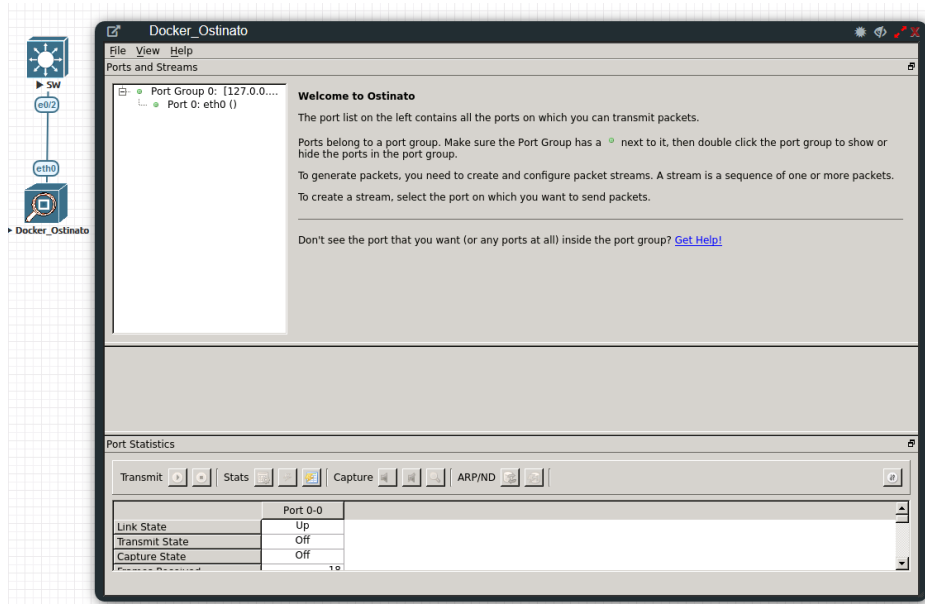 Docker_Ostinato
File View Help
Ports and Streams
SW
e0/2
eth0
Docker_Ostinato
Port Group 0: [127.0.0....
Port 0: eth0 ()
Welcome to Ostinato
The port list on the left contains all the ports on which you can transmit packets.
Ports belong to a port group. Make sure the Port Group has a next to it, then double click the port group to show or
hide the ports in the port group.
To generate packets, you need to create and configure packet streams. A stream is a sequence of one or more packets.
To create a stream, select the port on which you want to send packets.
Don't see the port that you want (or any ports at all) inside the port group? Get Help!
Port Statistics
Transmit Stats Capture ARP/ND a
Port 0-0
Link State Up
Transmit State Off
Capture State Off
Frames Received 18